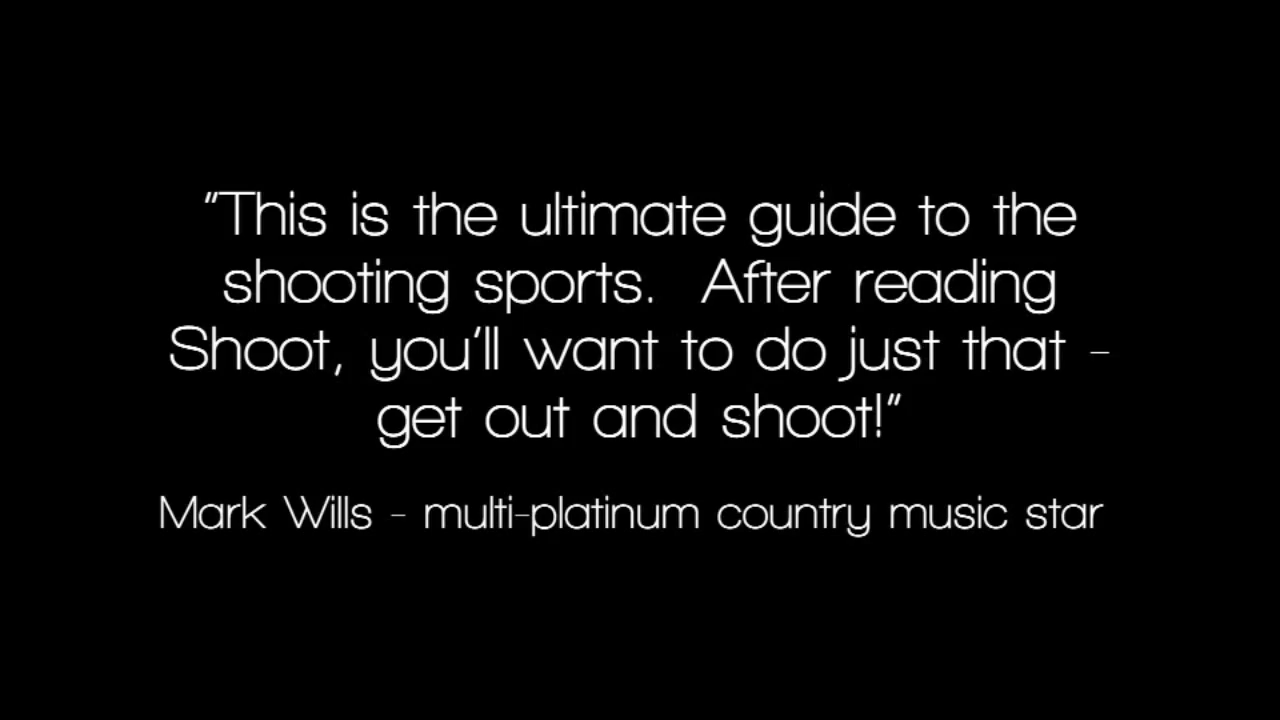 "This is the ultimate guide to the
shooting sports.  After reading
Shoot, you'll want to do just that -
get out and shoot!"
Mark Wills - multi-platinum country music star